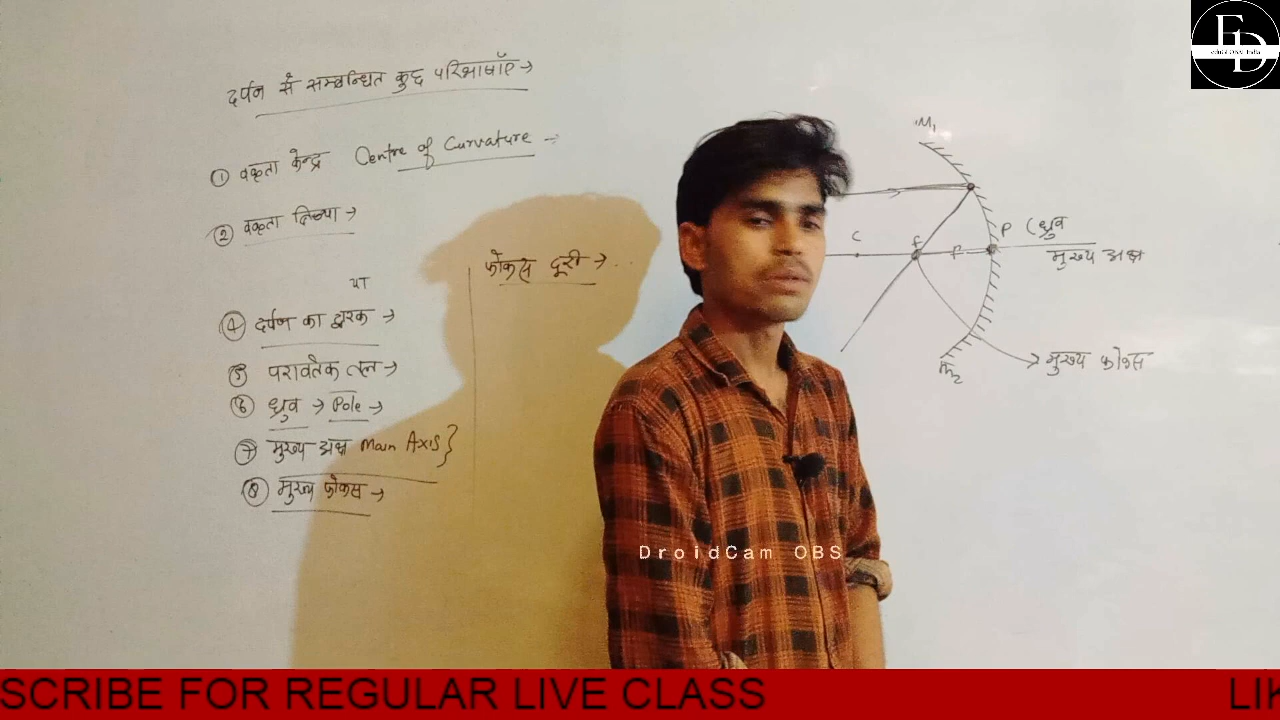 दर्पण से सम्बन्धित कुछ परिभाषाएँ →
① वक्रता केन्द्र Centre of Curvature →
② वक्रता त्रिज्या →
या
④ दर्पण का द्वारक →
⑤ परावर्तक तल →
⑥ ध्रुव → Pole →
⑦ मुख्य अक्ष Main Axis}
⑧ मुख्य फोकस →
फोकस दूरी → ..
M₁
C
F
f
P (ध्रुव
मुख्य अक्ष
→ मुख्य फोकस
M₂
DroidCam OBS
ED
SCRIBE FOR REGULAR LIVE CLASS LIK